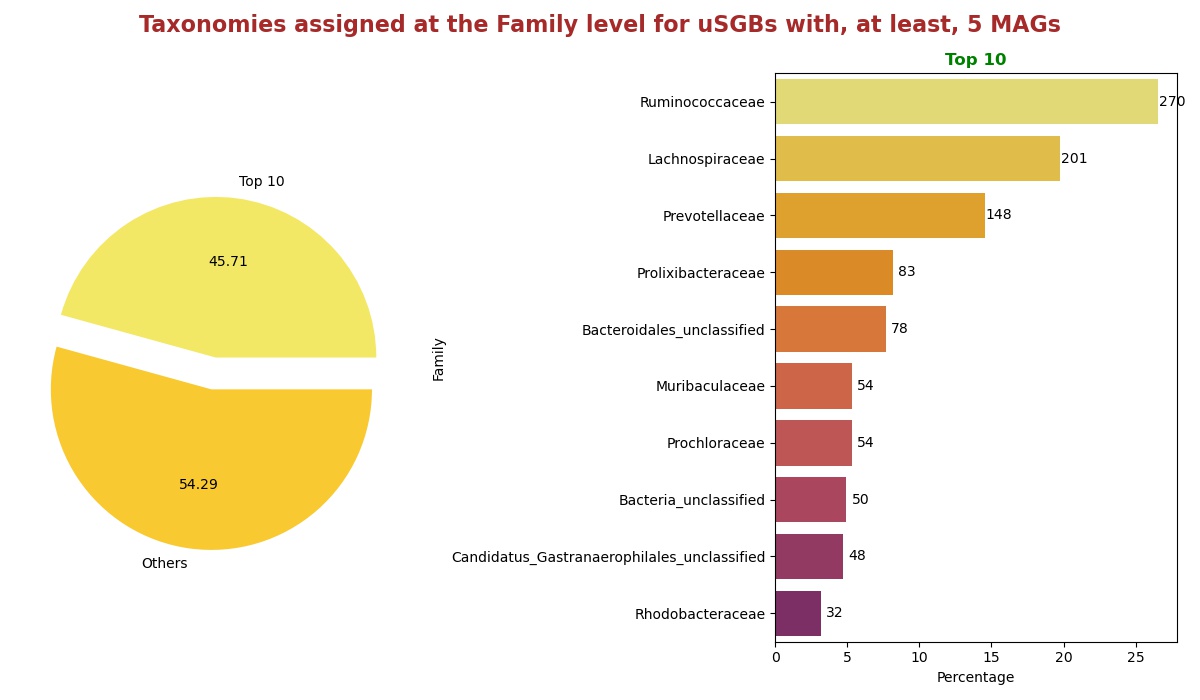 Taxonomies assigned at the Family level for uSGBs with, at least, 5 MAGs
Top 10
45.71
54.29
Others
Top 10
Family
Ruminococcaceae 270
Lachnospiraceae 201
Prevotellaceae 148
Prolixibacteraceae 83
Bacteroidales_unclassified 78
Muribaculaceae 54
Prochloraceae 54
Bacteria_unclassified 50
Candidatus_Gastranaerophilales_unclassified 48
Rhodobacteraceae 32
0 5 10 15 20 25
Percentage